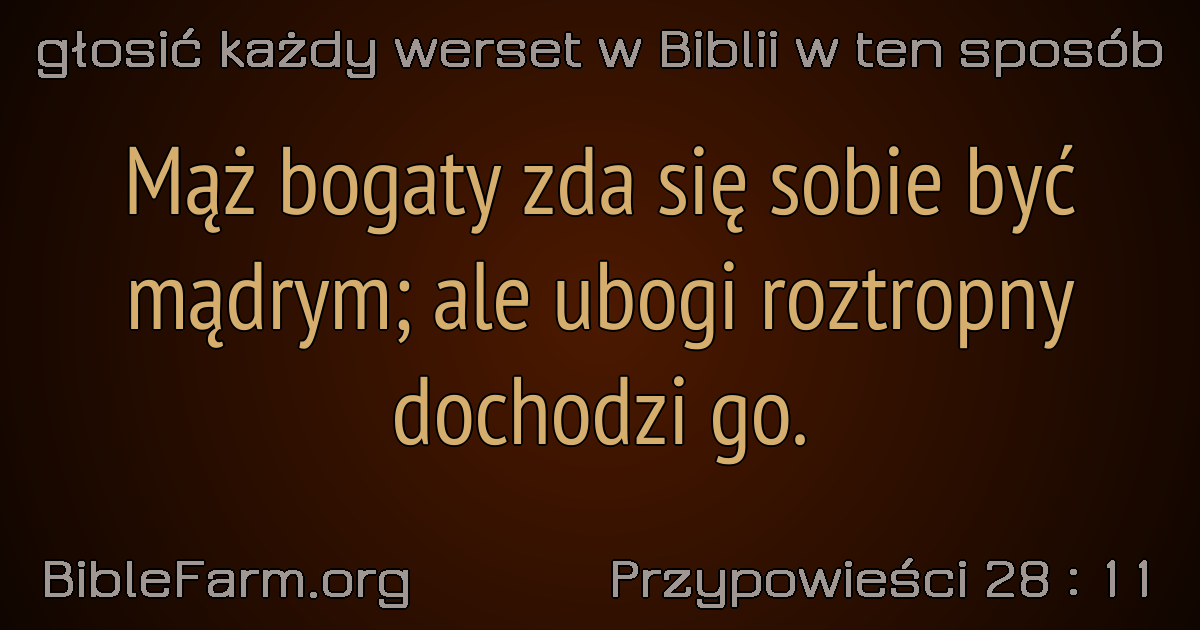 głosić każdy werset w Biblii w ten sposób
Mąż bogaty zda się sobie być
mądrym; ale ubogi roztropny
dochodzi go.
BibleFarm.org
Przypowieści 28 : 11